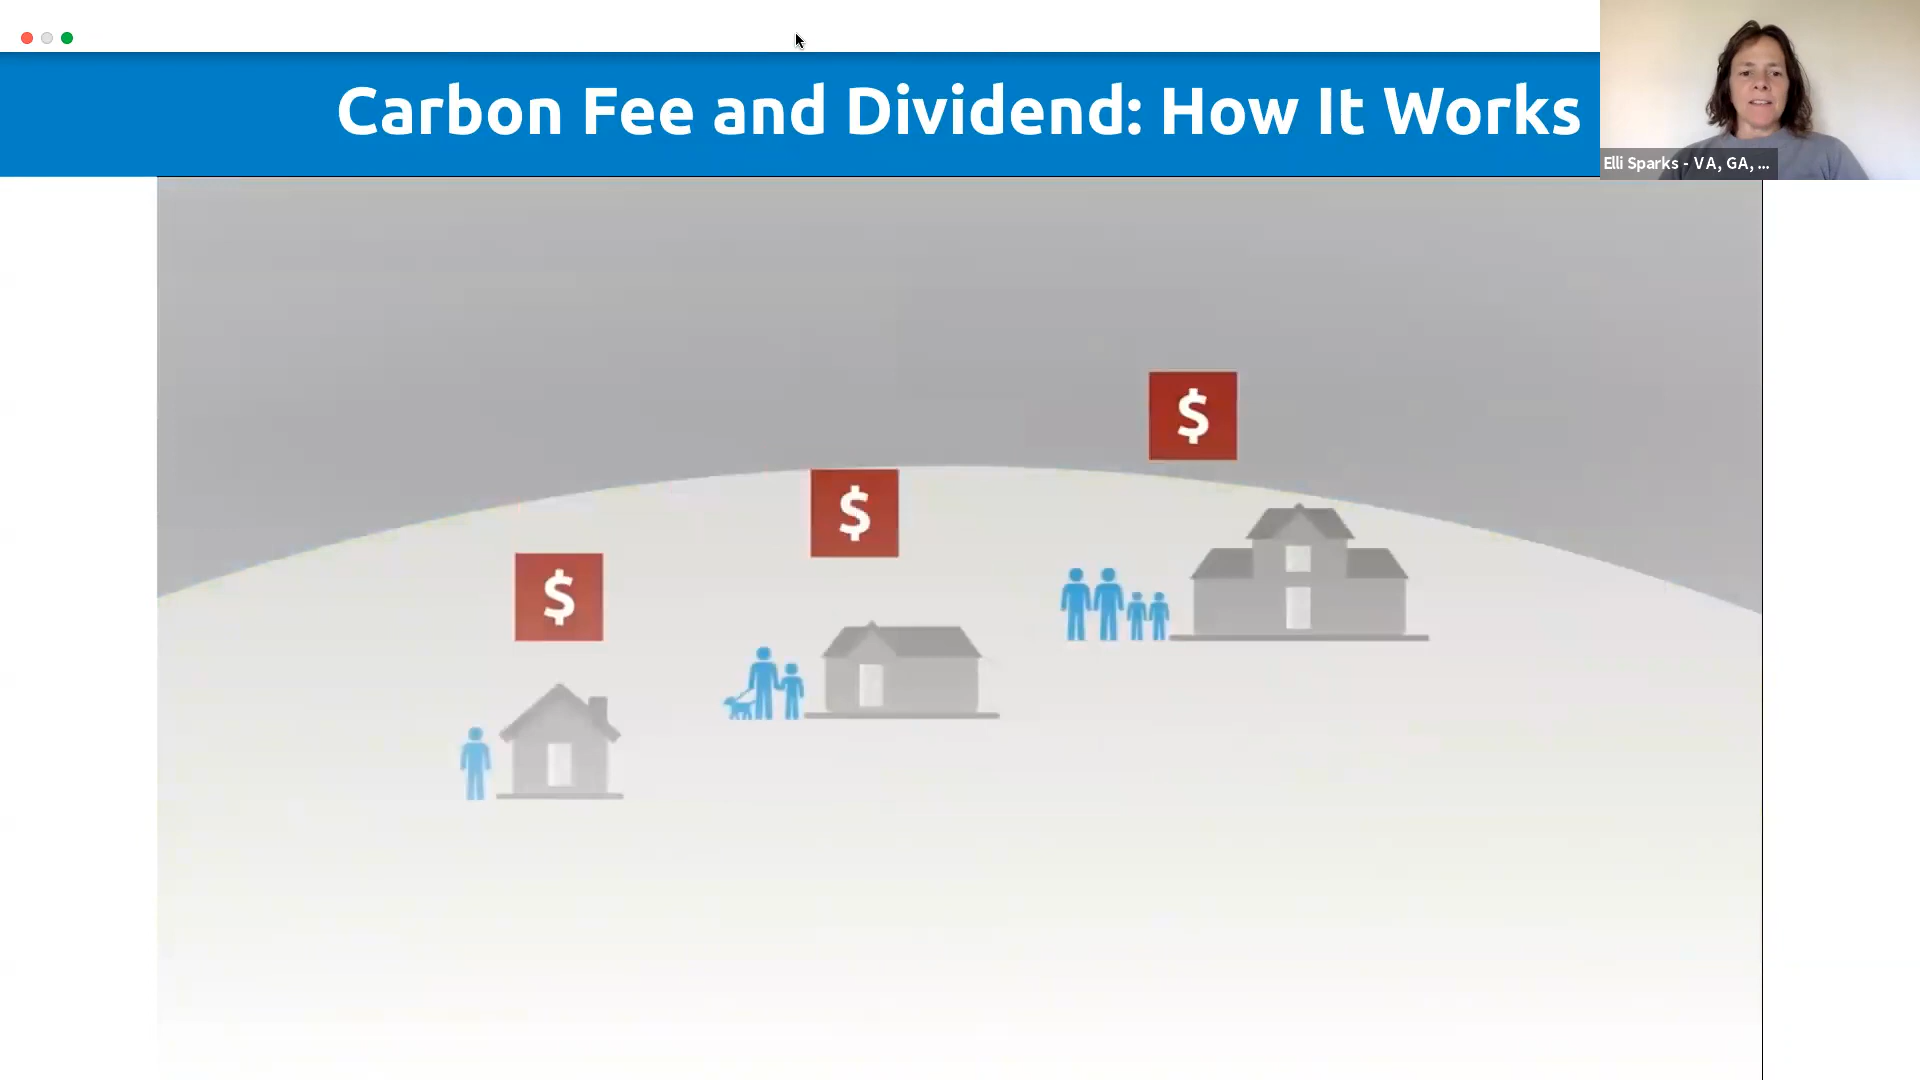 Carbon Fee and Dividend: How It Works
Elli Sparks - VA, GA, ...
$
$
$